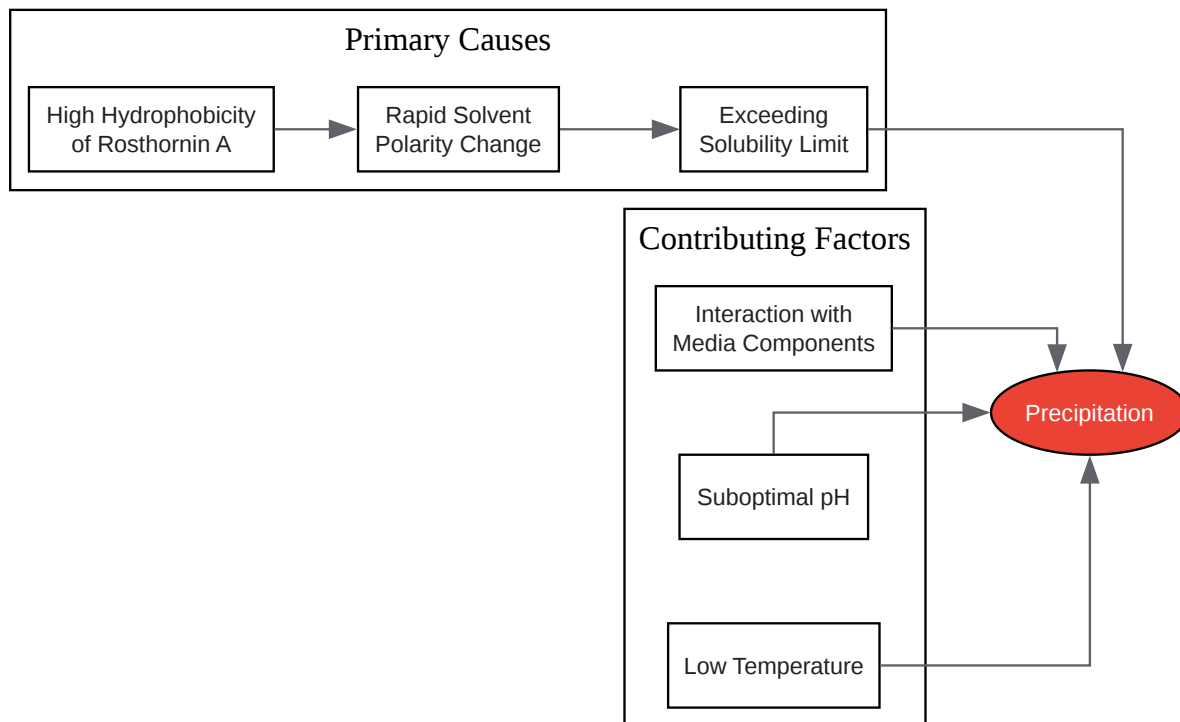 Primary Causes
High Hydrophobicity
of Rosthornin A
Rapid Solvent
Polarity Change
Exceeding
Solubility Limit
Contributing Factors
Interaction with
Media Components
Precipitation
Suboptimal pH
Low Temperature